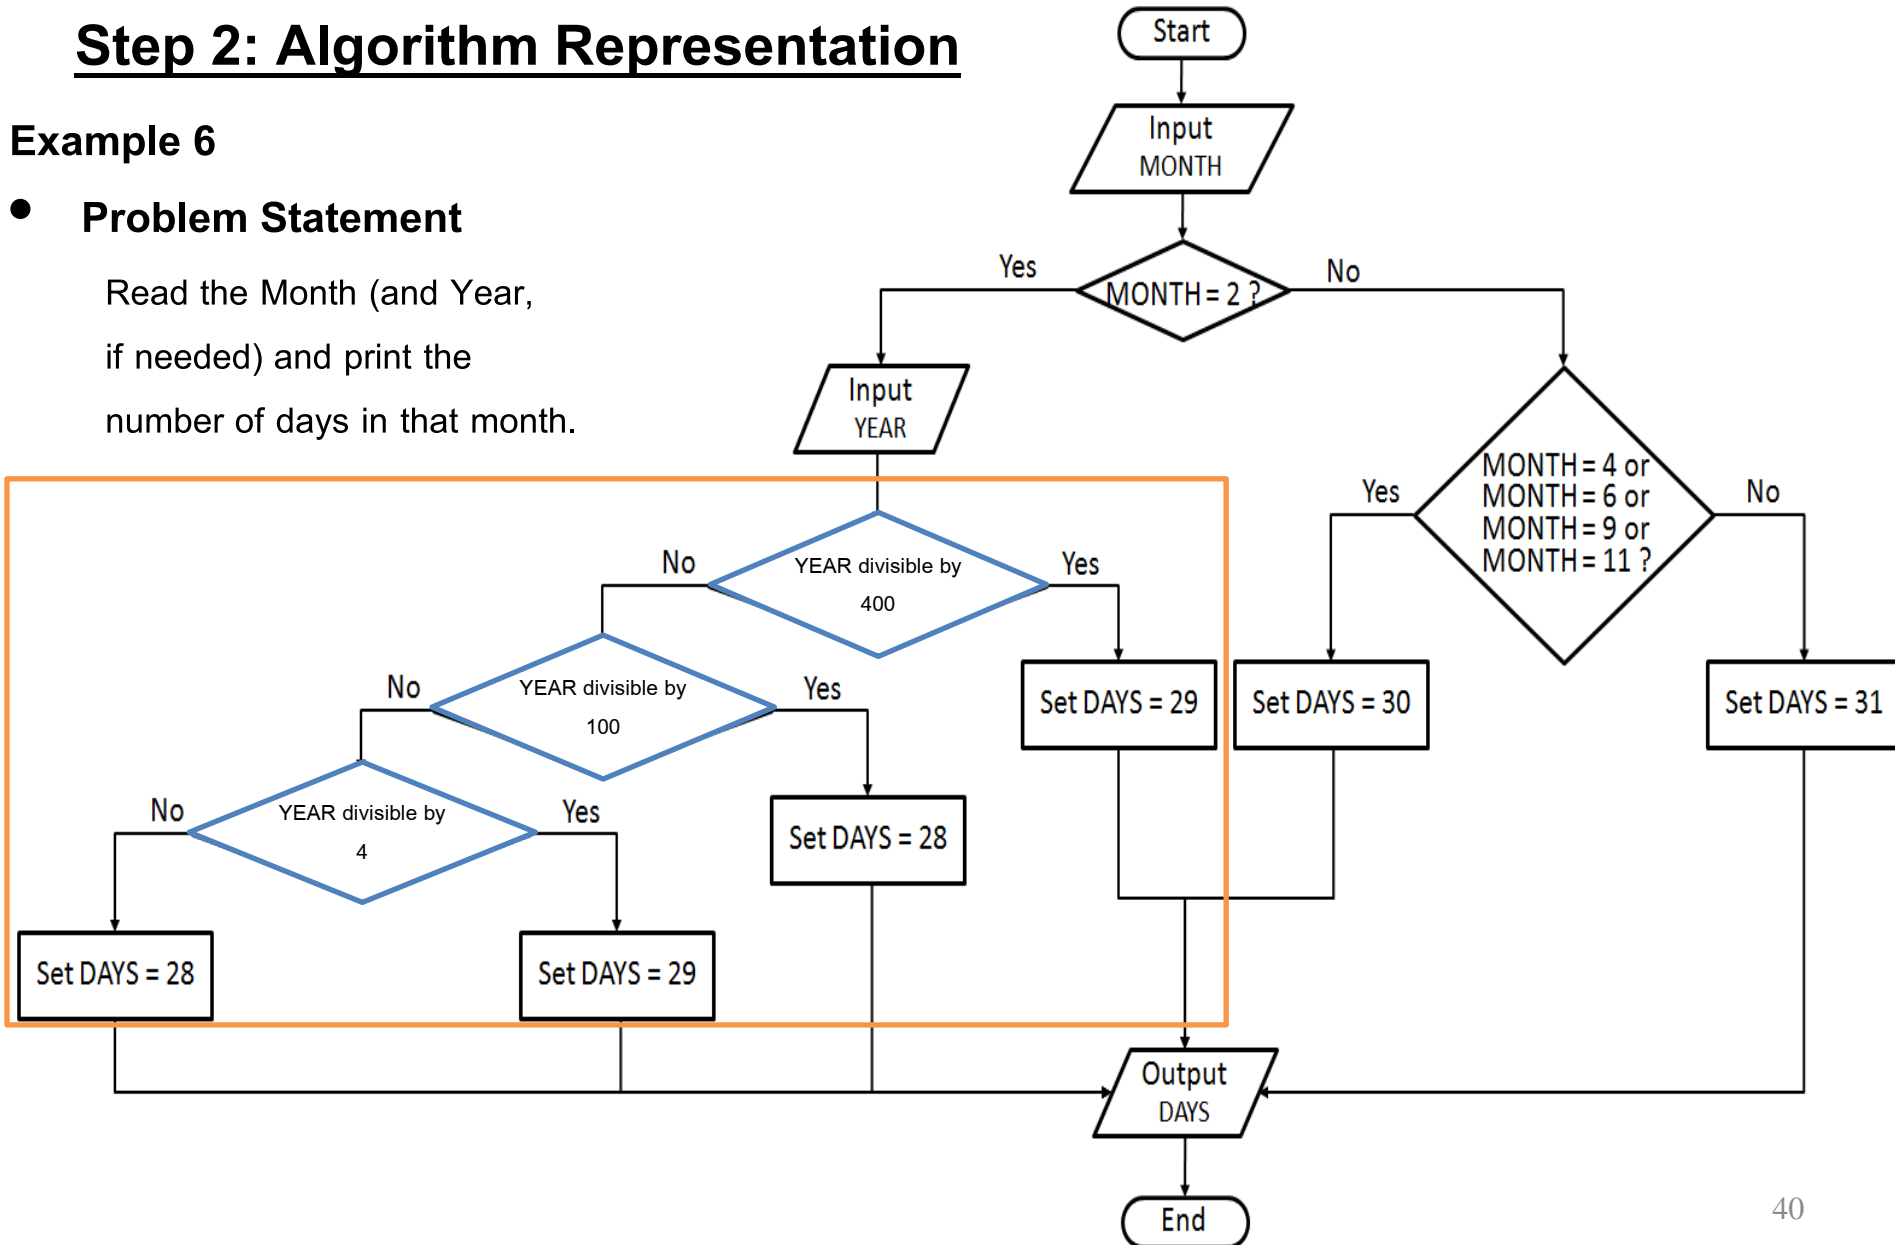 Step 2: Algorithm Representation
Example 6
• Problem Statement
Read the Month (and Year,
if needed) and print the
number of days in that month.
Start
Input
MONTH
MONTH = 2 ?
Yes
No
Input
YEAR
YEAR divisible by
400
No
Yes
YEAR divisible by
100
No
Yes
YEAR divisible by
4
No
Yes
Set DAYS = 28
Set DAYS = 29
Set DAYS = 28
Set DAYS = 29
MONTH = 4 or
MONTH = 6 or
MONTH = 9 or
MONTH = 11 ?
Yes
No
Set DAYS = 30
Set DAYS = 31
Output
DAYS
End
40